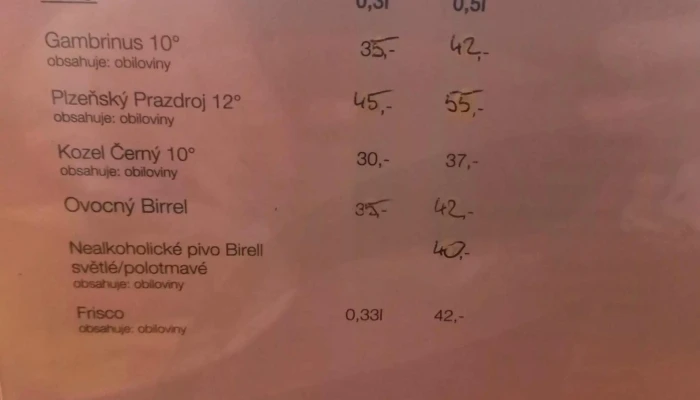 0,3l 0,5l
Gambrinus 10° 35,- 42,-
obsahuje: obiloviny
Plzeňský Prazdroj 12° 45,- 55,-
obsahuje: obiloviny
Kozel Černý 10° 30,- 37,-
obsahuje: obiloviny
Ovocný Birrel 35,- 42,-
Nealkoholické pivo Birell 40,-
světlé/polotmavé
obsahuje: obiloviny
Frisco 0,33l 42,-
obsahuje: obiloviny